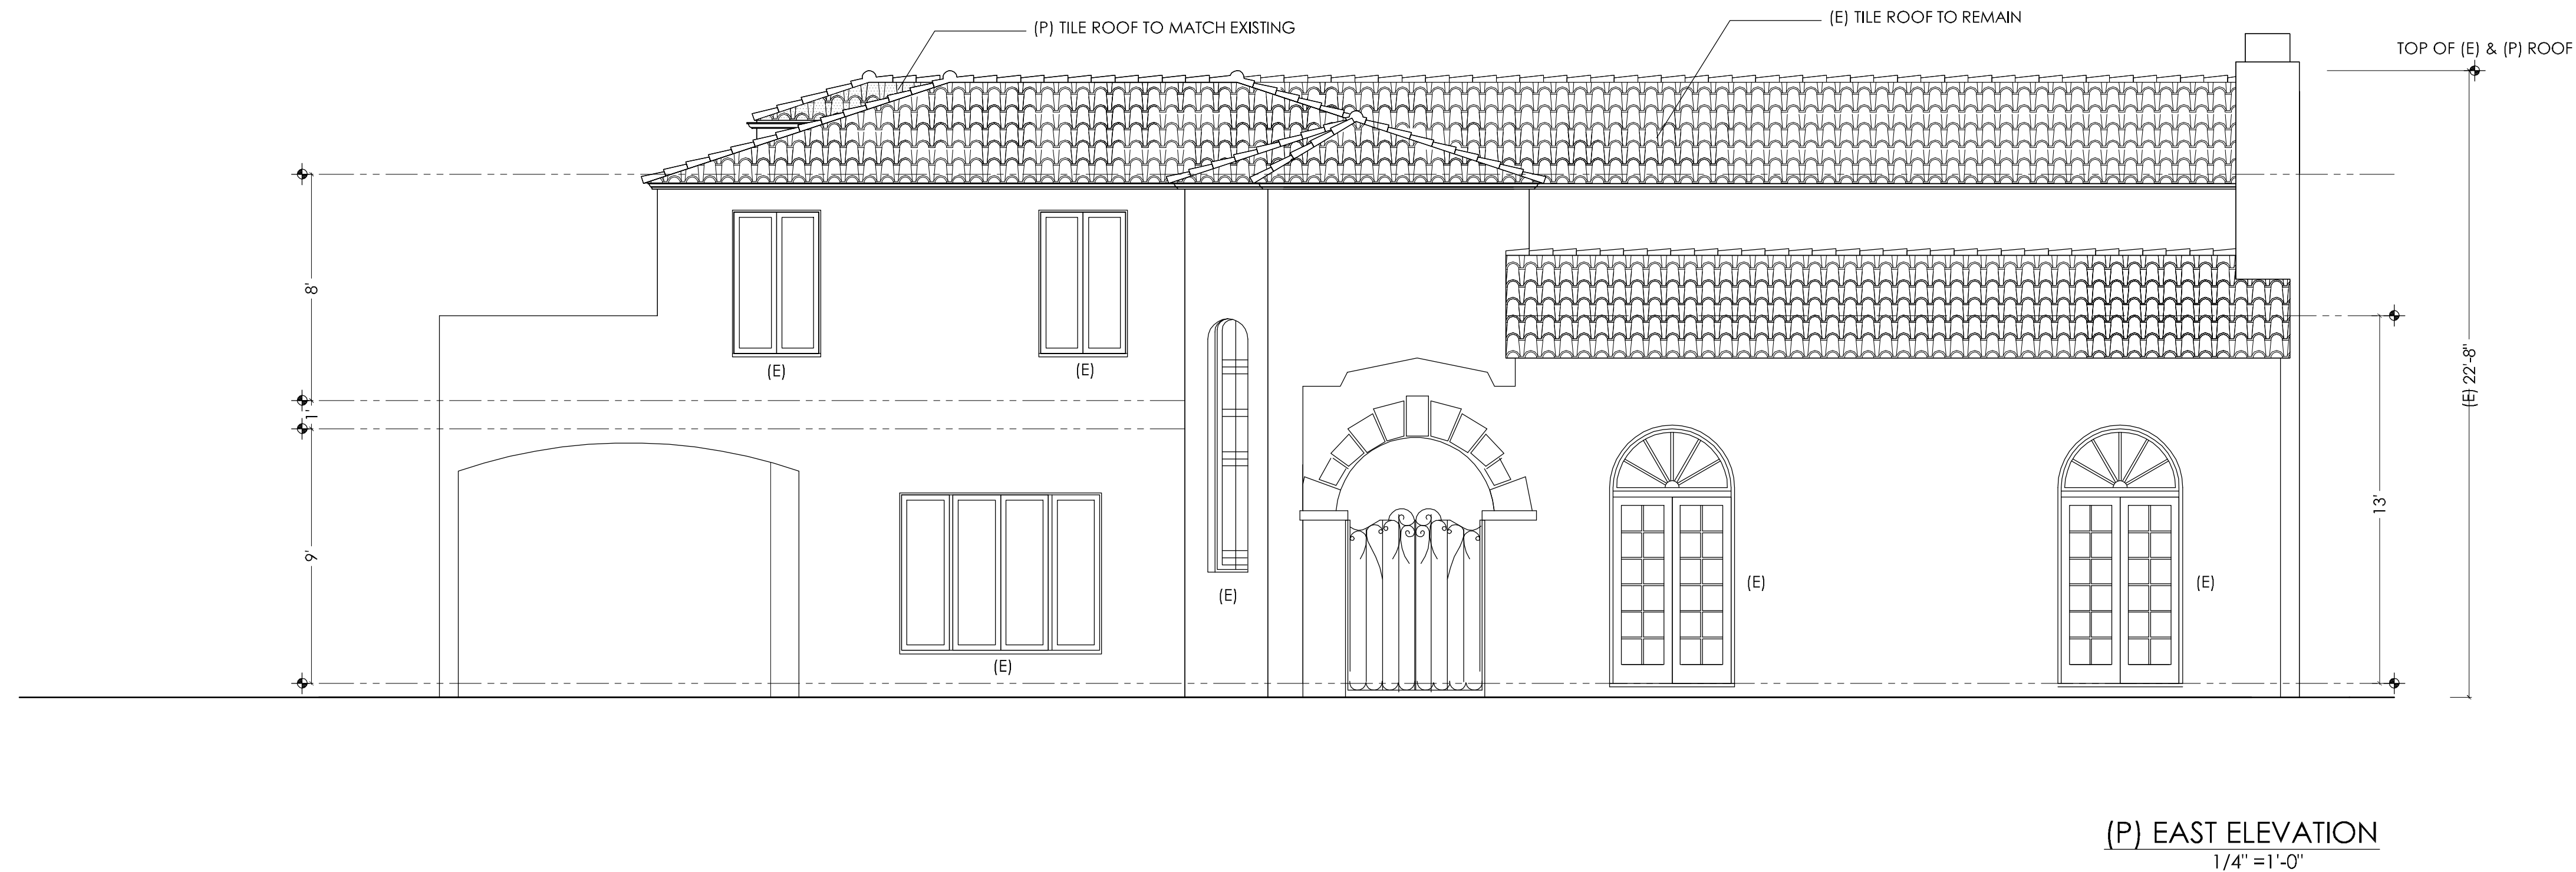 (P) TILE ROOF TO MATCH EXISTING
(E) TILE ROOF TO REMAIN
TOP OF (E) & (P) ROOF
8'
1'
9'
(E)
(E)
(E)
(E)
(E)
(E)
13'
(E) 22'-8"
(P) EAST ELEVATION
1/4" =1'-0"